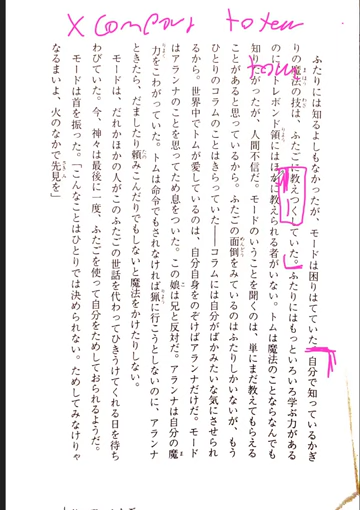 x compar to ten
tom
ふたりには知るよしもなかったが、モードは困りはてていた。自分で知っているかぎ
りの魔法の技は、ふたごに教えつくしていた。ふたりにはもっといろいろ学ぶ力がある
のに、トレボンド領にはほかに教えられる者がいない。トムは魔法のことならなんでも
知りたがったが、人間不信だ。モードのいうことを聞くのは、単にまだ教えてもらえる
ことがあると思っているから。ふたごの面倒をみているのはふたりしかいないが、もう
ひとりのコラムのことはきらっていた──コラムには自分がばかみたいな気にさせられ
るから。世界中でトムが愛しているのは、自分自身をのぞけばアランナだけだ。モード
はアランナのことを思ってため息をついた。この娘は兄と反対だ。アランナは自分の魔
力をこわがっていた。トムは命令でもされなければ猟に行こうとしないのに、アランナ
ときたら、だましたり頼みこんだりでもしないと魔法をかけたりしない。
モードは、だれかほかの人がこのふたごの世話を代わってひきうけてくれる日を待ち
わびていた。今、神々は最後に一度、ふたごを使って自分をためしておられるようだ。
モードは首を振った。「こんなことはひとりでは決められない。ためしてみなけりゃ
なるまいよ、火のなかで先見を」